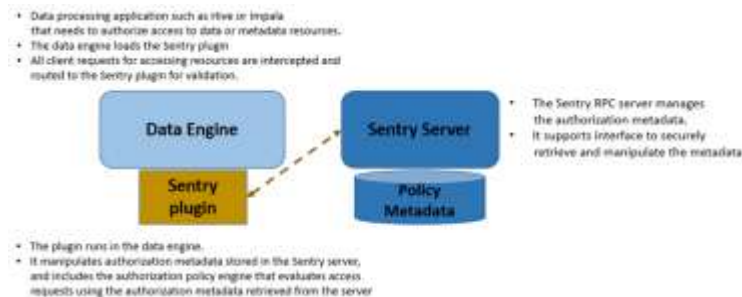 • Data processing application such as Hive or Impala
that needs to authorize access to data or metadata resources.
• The data engine loads the Sentry plugin
• All client requests for accessing resources are intercepted and
routed to the Sentry plugin for validation.
Data Engine
Sentry
plugin
Sentry Server
Policy
Metadata
• The Sentry RPC server manages
the authorization metadata.
• It supports interface to securely
retrieve and manipulate the metadata
• The plugin runs in the data engine.
• It manipulates authorization metadata stored in the Sentry server,
and includes the authorization policy engine that evaluates access
requests using the authorization metadata retrieved from the server